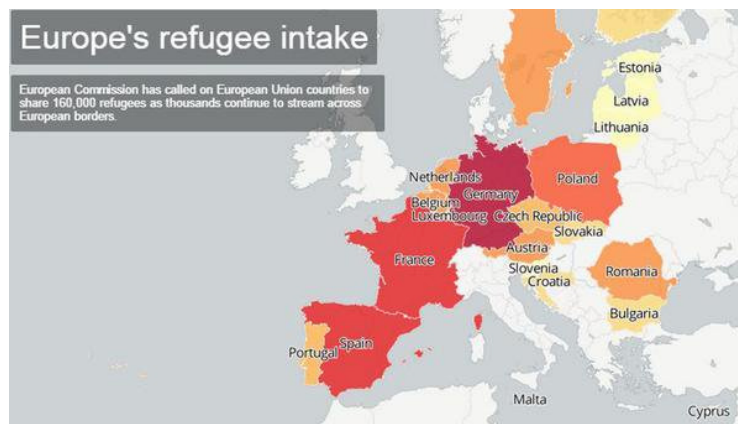 Europe's refugee intake
European Commission has called on European Union countries to
share 160,000 refugees as thousands continue to stream across
European borders.
Estonia
Latvia
Lithuania
Netherlands
Germany
Poland
Belgium
Luxembourg
Czech Republic
Slovakia
Austria
France
Slovenia
Croatia
Romania
Bulgaria
Portugal
Spain
Malta
Cyprus